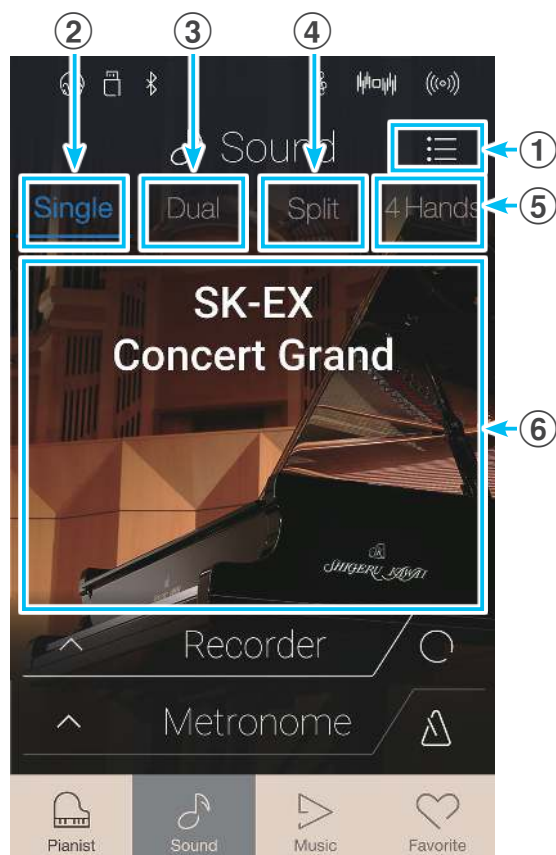 ② ③ ④
Sound
①
Single Dual Split 4 Hands
⑤
SK-EX
Concert Grand
⑥
SHIGERU KAWAI
Recorder
Metronome
Pianist Sound Music Favorite